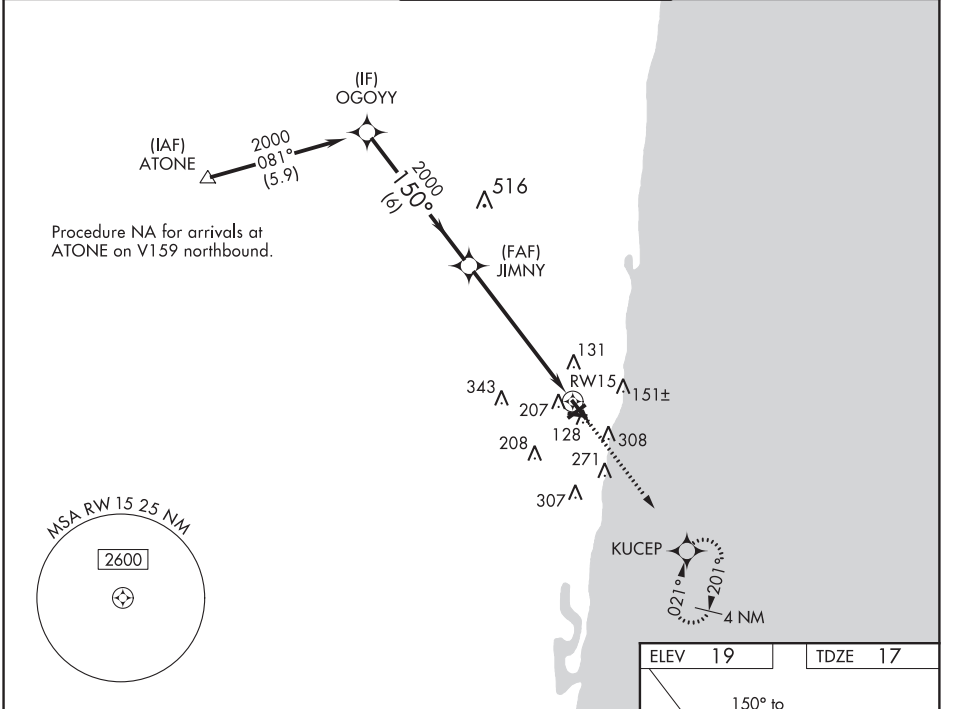 (IF)
OGOYY
(IAF)
ATONE
2000
081°
(5.9)
2000
150°
(6)
516
Procedure NA for arrivals at
ATONE on V159 northbound.
(FAF)
JIMNY
131
RW15
343
207
151±
128
208
308
271
307
MSA RW 15 25 NM
2600
KUCEP
021°
201°
4 NM
ELEV 19
TDZE 17
150° to